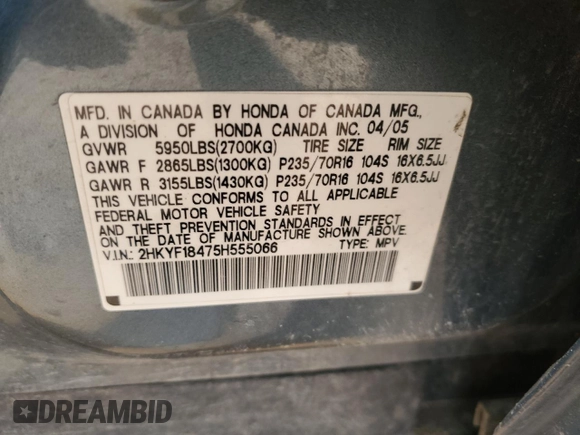 MFD. IN CANADA BY HONDA OF CANADA MFG.,
A DIVISION OF HONDA CANADA INC. 04/05
GVWR 5950LBS(2700KG) TIRE SIZE RIM SIZE
GAWR F 2865LBS(1300KG) P235/70R16 104S 16X6.5JJ
GAWR R 3155LBS(1430KG) P235/70R16 104S 16X6.5JJ
THIS VEHICLE CONFORMS TO ALL APPLICABLE
FEDERAL MOTOR VEHICLE SAFETY
AND THEFT PREVENTION STANDARDS IN EFFECT
ON THE DATE OF MANUFACTURE SHOWN ABOVE.
V.I.N.: 2HKYF18475H555066 TYPE: MPV
DREAMBID